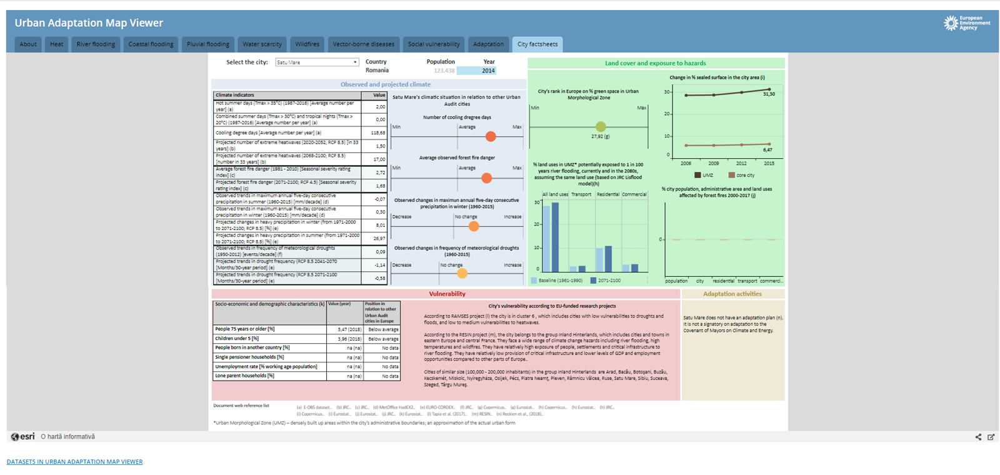 Urban Adaptation Map Viewer
European
Environment
Agency
About
Heat
River flooding
Coastal flooding
Pluvial flooding
Water scarcity
Wildfires
Vector-borne diseases
Social vulnerability
Adaptation
City factsheets
Select the city:
Satu Mare
Country
Romania
Population
123.438
Year
2014
Observed and projected climate
Climate indicators Value
Hot summer days (Tmax > 35°C) (1987-2016) [Average number per
year] (a) 2,00
Combined summer days (Tmax > 30°C) and tropical nights (Tmax >
20°C) (1987-2016) [Average number per year] (a) 0,00
Cooling degree days [Average number per year] (a) 118,68
Projected number of extreme heatwaves (2020-2052; RCP 8.5) [in 33
years] (b) 1,50
Projected number of extreme heatwaves (2068-2100; RCP 8.5)
[number in 33 years] (b) 17,00
Average forest fire danger (1981 - 2010) [Seasonal severity rating
index] (c) 2,72
Projected forest fire danger (2071-2100; RCP 4.5) [Seasonal severity
rating index] (c) 1,68
Observed trends in maximum annual five-day consecutive
precipitation in summer (1960-2015) [mm/decade] (d) -0,07
Observed trends in maximum annual five-day consecutive
precipitation in winter (1960-2015) [mm/decade] (d) 0,30
Projected changes in heavy precipitation in winter (from 1971-2000
to 2071-2100; RCP 8.5) [%] (e) 8,01
Projected changes in heavy precipitation in summer (from 1971-2000
to 2071-2100; RCP 8.5) [%] (e) 26,97
Observed trends in frequency of meteorological droughts
(1950-2012) [events/decade] (f) 0,09
Projected trends in drought frequency (RCP 8.5 2041-2070
[Months/30-year period] (e) -1,14
Projected trends in drought frequency (RCP 8.5 2071-2100
[Months/30-year period] (e) -0,58
Satu Mare's climatic situation in relation to other Urban
Audit cities
Number of cooling dregree days
Min Average Max
Average observed forest fire danger
Min Average Max
Observed changes in maximun annual five-day consecutive
precipitation in winter (1960-2015)
Decrease No change Increase
Observed changes in frequency of meteorological droughts
(1960-2015)
Decrease No change Increase
Land cover and exposure to hazards
City's rank in Europe on % green space in Urban
Morphological Zone
Min Max
27,92 (g)
% land uses in UMZ* potentially exposed to 1 in 100
years river flooding, currently and in the 2080s,
assuming the same land use (based on JRC Lisflood
model)(h)
All land uses Transport Residential Commercial
30
20
10
0
Baseline (1961-1990) 2071-2100
Change in % sealed surface in the city area (i)
30
20
10
0
31,30
6,47
2006 2009 2012 2015
UMZ core city
% city population, administrative area and land uses
affected by forest fires 2000-2017 (j)
0
population city residential transport commerci..
Vulnerability
Socio-economic and demographic characteristics (k) Value (year) Position in
relation to other
Urban Audit
cities in Europe
People 75 years or older [%] 5,47 (2018) Below average
Children under 5 [%] 3,96 (2018) Below average
People born in another country [%] na (na) No data
Single pensioner households [%] na (na) No data
Unemployment rate [% working age population] na (na) No data
Lone parent households [%] na (na) No data
City's vulnerability according to EU-funded research projects
According to RAMSES project (l) the city is in cluster 6 , which includes cities with low vulnerabilities to droughts and
floods, and low to medium vulnerabilities to heatwaves.
According to the RESIN project (m), the city belongs to the group Inland Hinterlands, which includes cities and towns in
eastern Europe and central France. They face a wide range of climate change hazards including river flooding, high
temperatures and wildfires. They have relatively high exposure of people, settlements and critical infrastructure to
river flooding. They have relatively low provision of critical infrastructure and lower levels of GDP and employment
opportunities compared to other parts of Europe..
Cities of similar size (100,000 - 200,000 inhabitants) in the group Inland Hinterlands are Arad, Bacău, Botoşani, Buzău,
Kecskemét, Miskolc, Nyíregyháza, Osijek, Pécs, Piatra Neamţ, Pleven, Râmnicu Vâlcea, Ruse, Satu Mare, Sibiu, Suceava,
Szeged, Târgu Mureş.
Adaptation activities
Satu Mare does not have an adaptation plan (n).
It is not a signatory on adaptation to the
Covenant of Mayors on Climate and Energy.
Document web reference list
(a) E-OBS dataset.. (b) JRC.. (c) JRC.. (d) MetOffice HadEX2.. (e) EURO-CORDEX.. (f) JRC.. (g) Copernicus.. (g) Eurostat.. (h) Copernicus.. (h) Eurostat.. (h) JRC..
(i) Copernicus.. (i) Eurostat.. (j) Eurostat.. (j) JRC.. (k) Eurostat.. (l) Tapia et al. (2017).. (m) RESIN.. (n) Reckien et al., (2018)..
*Urban Morphological Zone (UMZ) – densely built up areas within the city's administrative boundaries; an approximation of the actual urban form
esri
O hartă informativă
DATASETS IN URBAN ADAPTATION MAP VIEWER